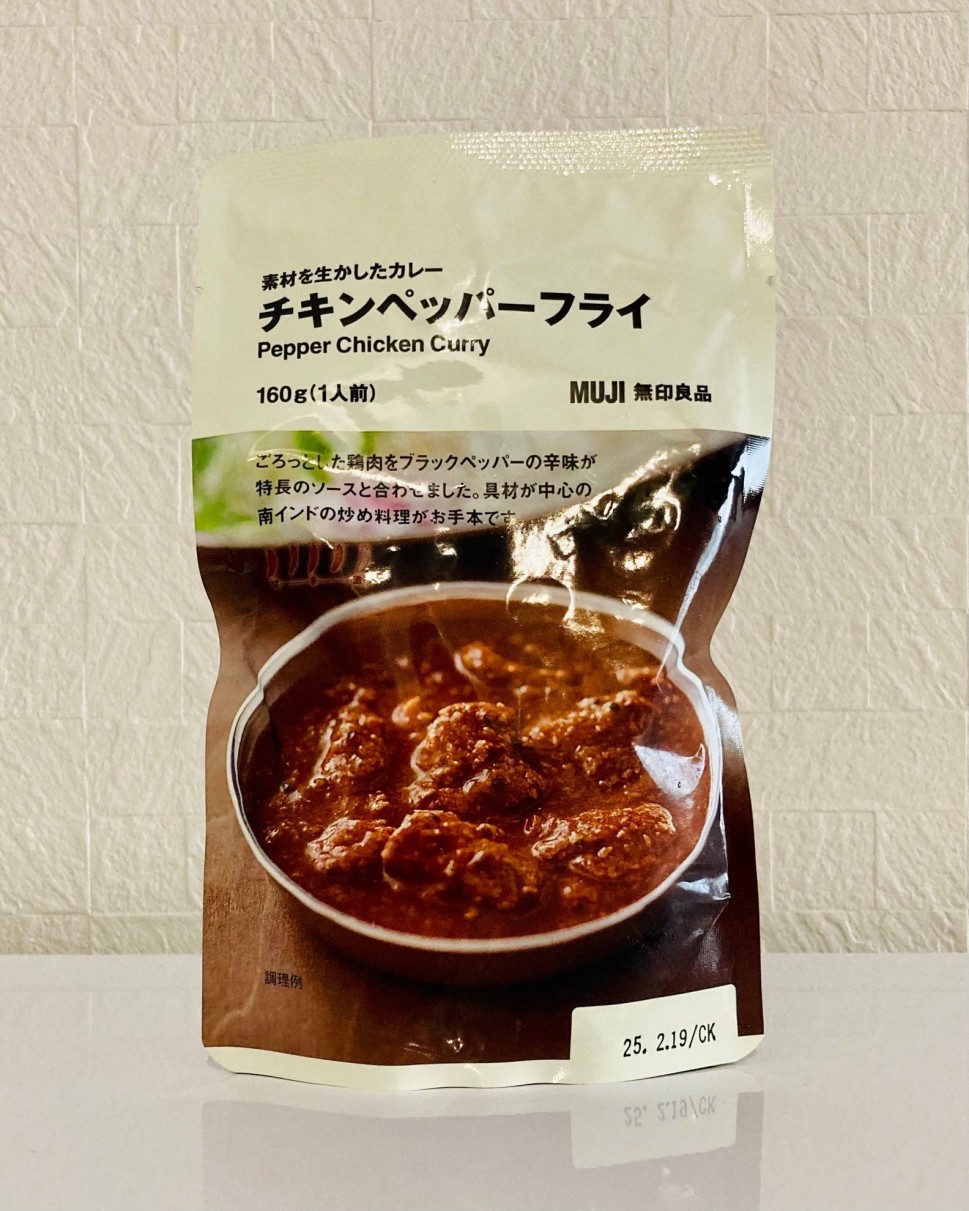 素材を生かしたカレー
チキンペッパーフライ
Pepper Chicken Curry
160g(1人前)
MUJI 無印良品
ごろっとした鶏肉をブラックペッパーの辛味が
特長のソースと合わせました。具材が中心の
南インドの炒め料理がお手本です。
調理例
25. 2.19/CK